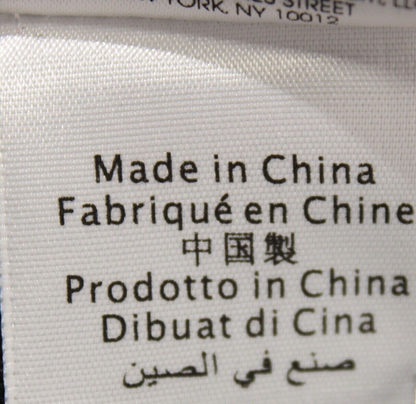 STREET
YORK, NY 10012
Made in China
Fabriqué en Chine
中国製
Prodotto in China
Dibuat di Cina
صنع في الصين